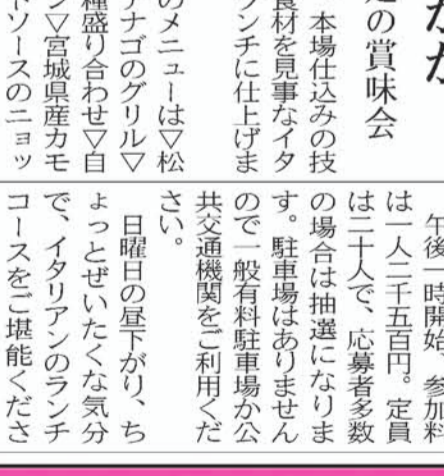 の賞味会
本場仕込みの技
食材を見事なイタ
ンチに仕上げま
のメニューは▽松
ナゴのグリル▽
種盛り合わせ▽自
▽宮城県産カモ
ソースのニョッ
午後一時開始 参加料
は一人二千五百円。定員
は二十人で、応募者多数
の場合は抽選になりま
す。駐車場はありません
ので一般有料駐車場か公
共交通機関をご利用くだ
さい。
日曜日の昼下がり、ち
ょっとぜいたくな気分
で、イタリアンのランチ
コースをご堪能くださ